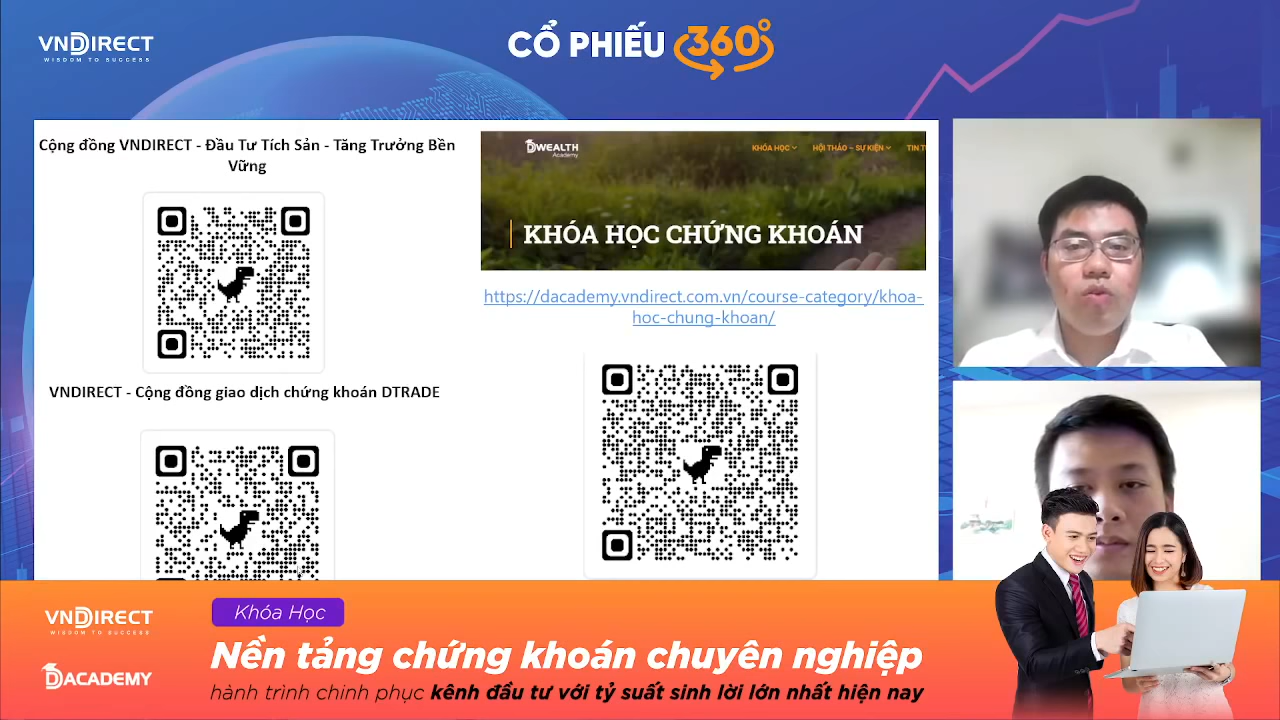 VNDIRECT
WISDOM TO SUCCESS
CỔ PHIẾU 360°
Cộng đồng VNDIRECT - Đầu Tư Tích Sản - Tăng Trưởng Bền
Vững
VNDIRECT - Cộng đồng giao dịch chứng khoán DTRADE
DWEALTH
Academy
KHÓA HỌC
HỘI THẢO – SỰ KIỆN
TIN TỨ
KHÓA HỌC CHỨNG KHOÁN
https://dacademy.vndirect.com.vn/course-category/khoa-
hoc-chung-khoan/
VNDIRECT
WISDOM TO SUCCESS
DACADEMY
Khóa Học
Nền tảng chứng khoán chuyên nghiệp
hành trình chinh phục kênh đầu tư với tỷ suất sinh lời lớn nhất hiện nay